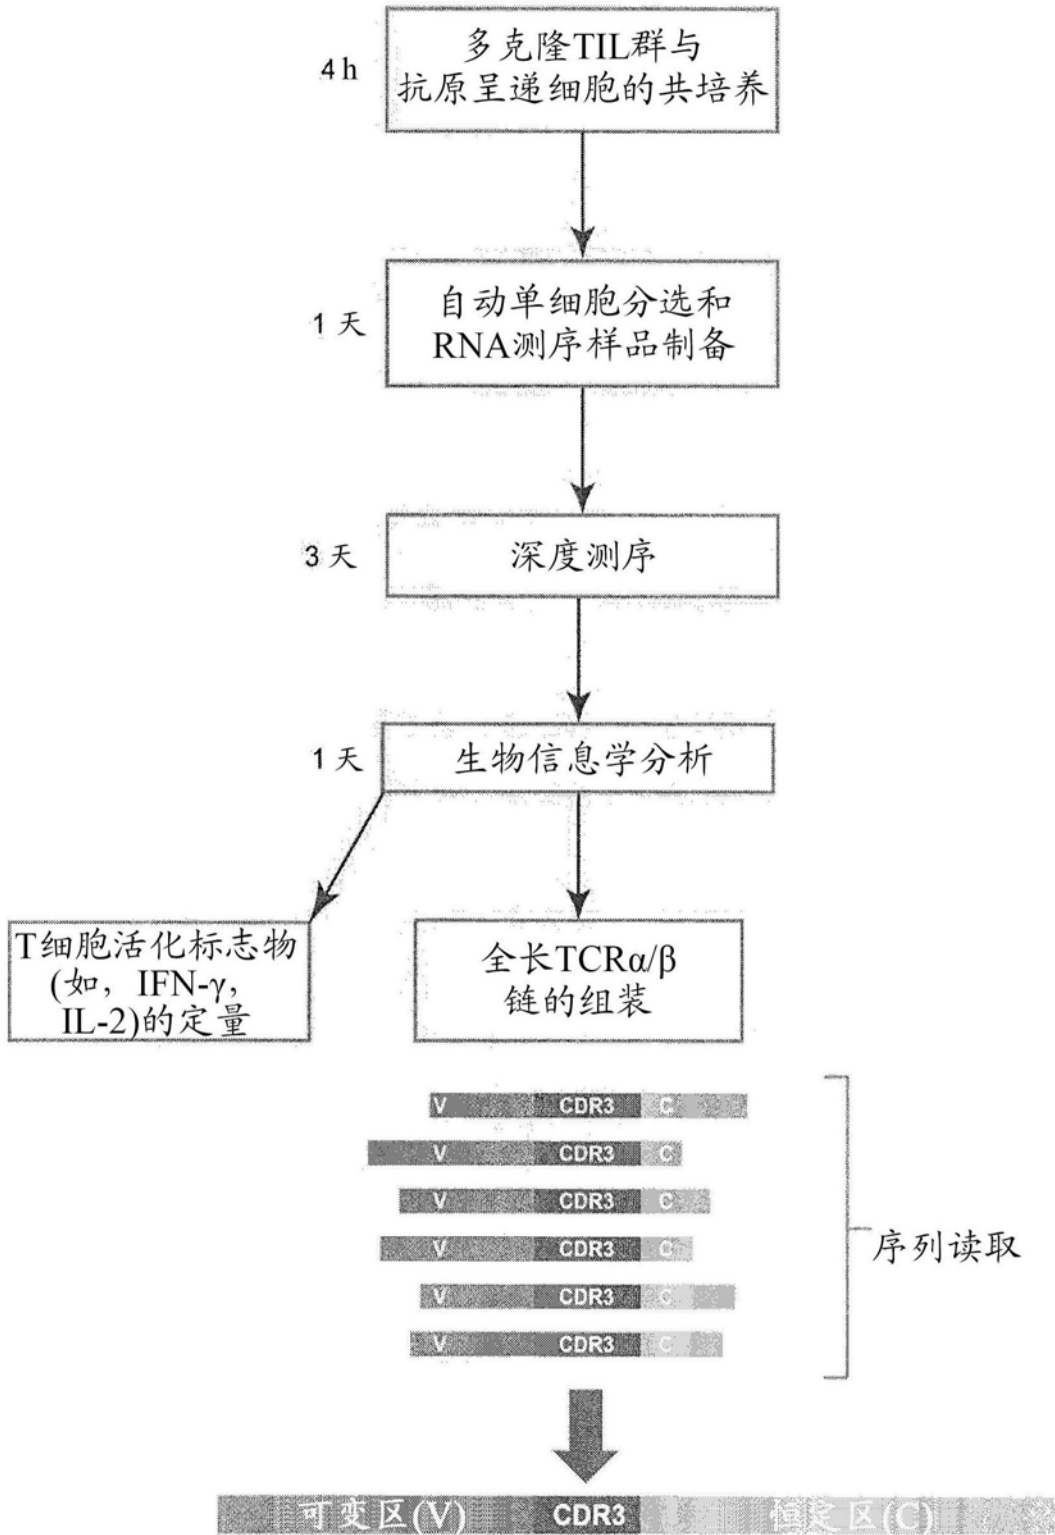 4 h
多克隆TIL群与
抗原呈递细胞的共培养
1 天
自动单细胞分选和
RNA测序样品制备
3 天
深度测序
1 天
生物信息学分析
T细胞活化标志物
(如，IFN-γ,
IL-2)的定量
全长TCRα/β
链的组装
V CDR3 C
V CDR3 C
V CDR3 C
V CDR3 C
V CDR3 C
V CDR3 C
序列读取
可变区(V) CDR3 恒定区(C)